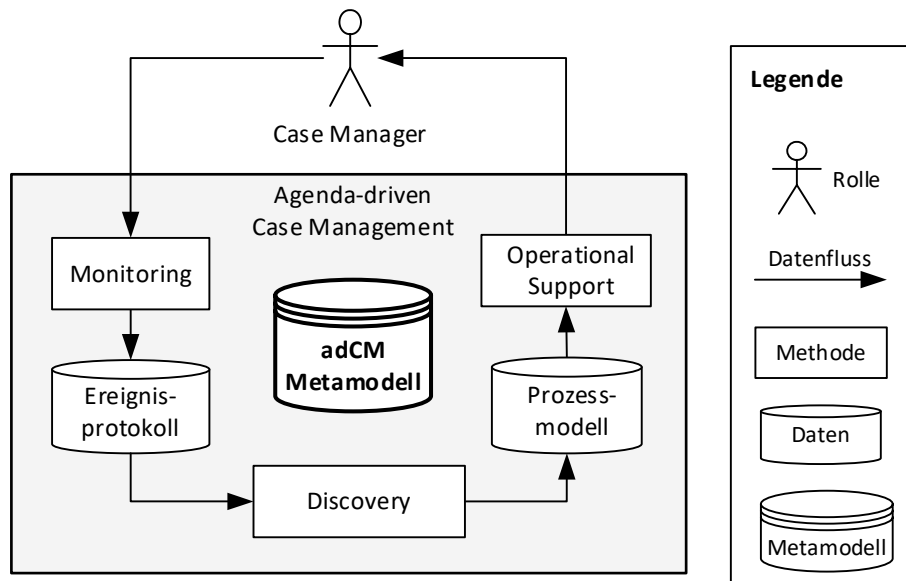 Case Manager
Agenda-driven
Case Management
Monitoring
Operational
Support
adCM
Metamodell
Ereignis-
protokoll
Prozess-
modell
Discovery
Legende
Rolle
Datenfluss
Methode
Daten
Metamodell